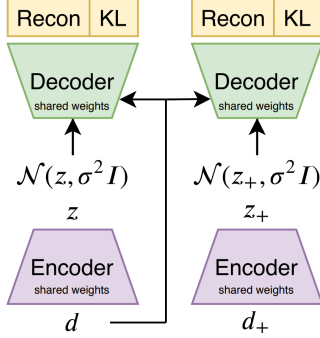 Recon KL Recon KL
Decoder Decoder
shared weights shared weights
𝒩(z, σ²I) 𝒩(z₊, σ²I)
z z₊
Encoder Encoder
shared weights shared weights
d d₊